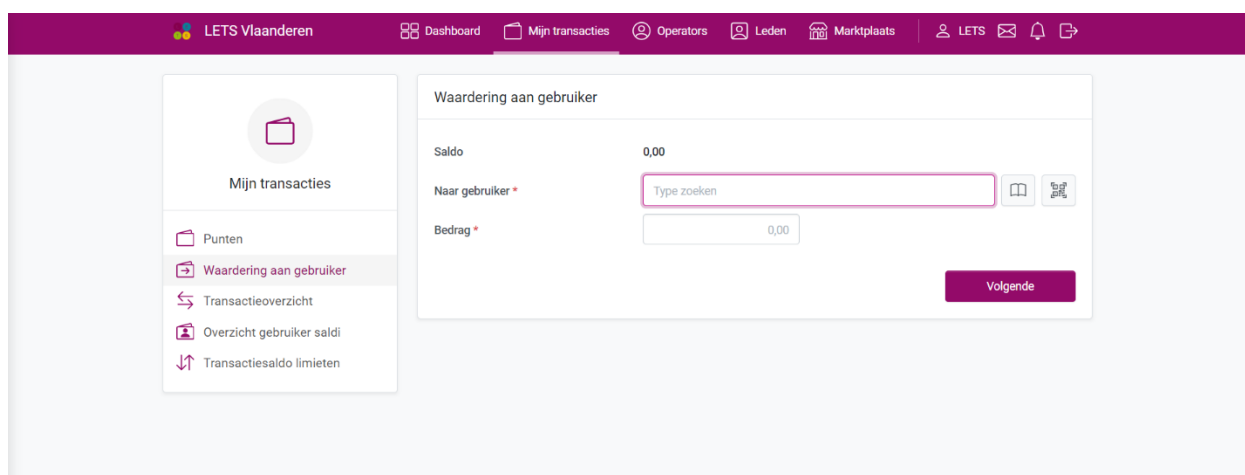 LETS Vlaanderen
Dashboard
Mijn transacties
Operators
Leden
Marktplaats
LETS
Mijn transacties
Punten
Waardering aan gebruiker
Transactieoverzicht
Overzicht gebruiker saldi
Transactiesaldo limieten
Waardering aan gebruiker
Saldo 0,00
Naar gebruiker * Type zoeken
Bedrag * 0,00
Volgende